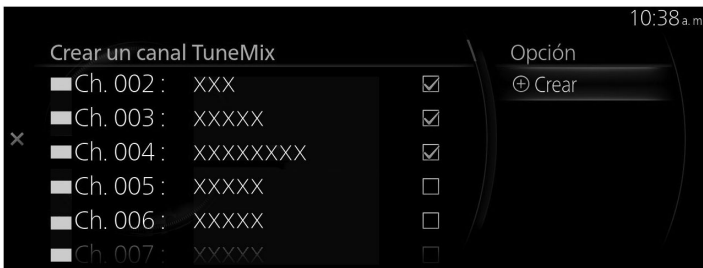 10:38 a. m
Crear un canal TuneMix
Opción
Ch. 002 : XXX
Crear
Ch. 003 : XXXXX
Ch. 004 : XXXXXXXX
Ch. 005 : XXXXX
Ch. 006 : XXXXX
Ch. 007 : XXXXX